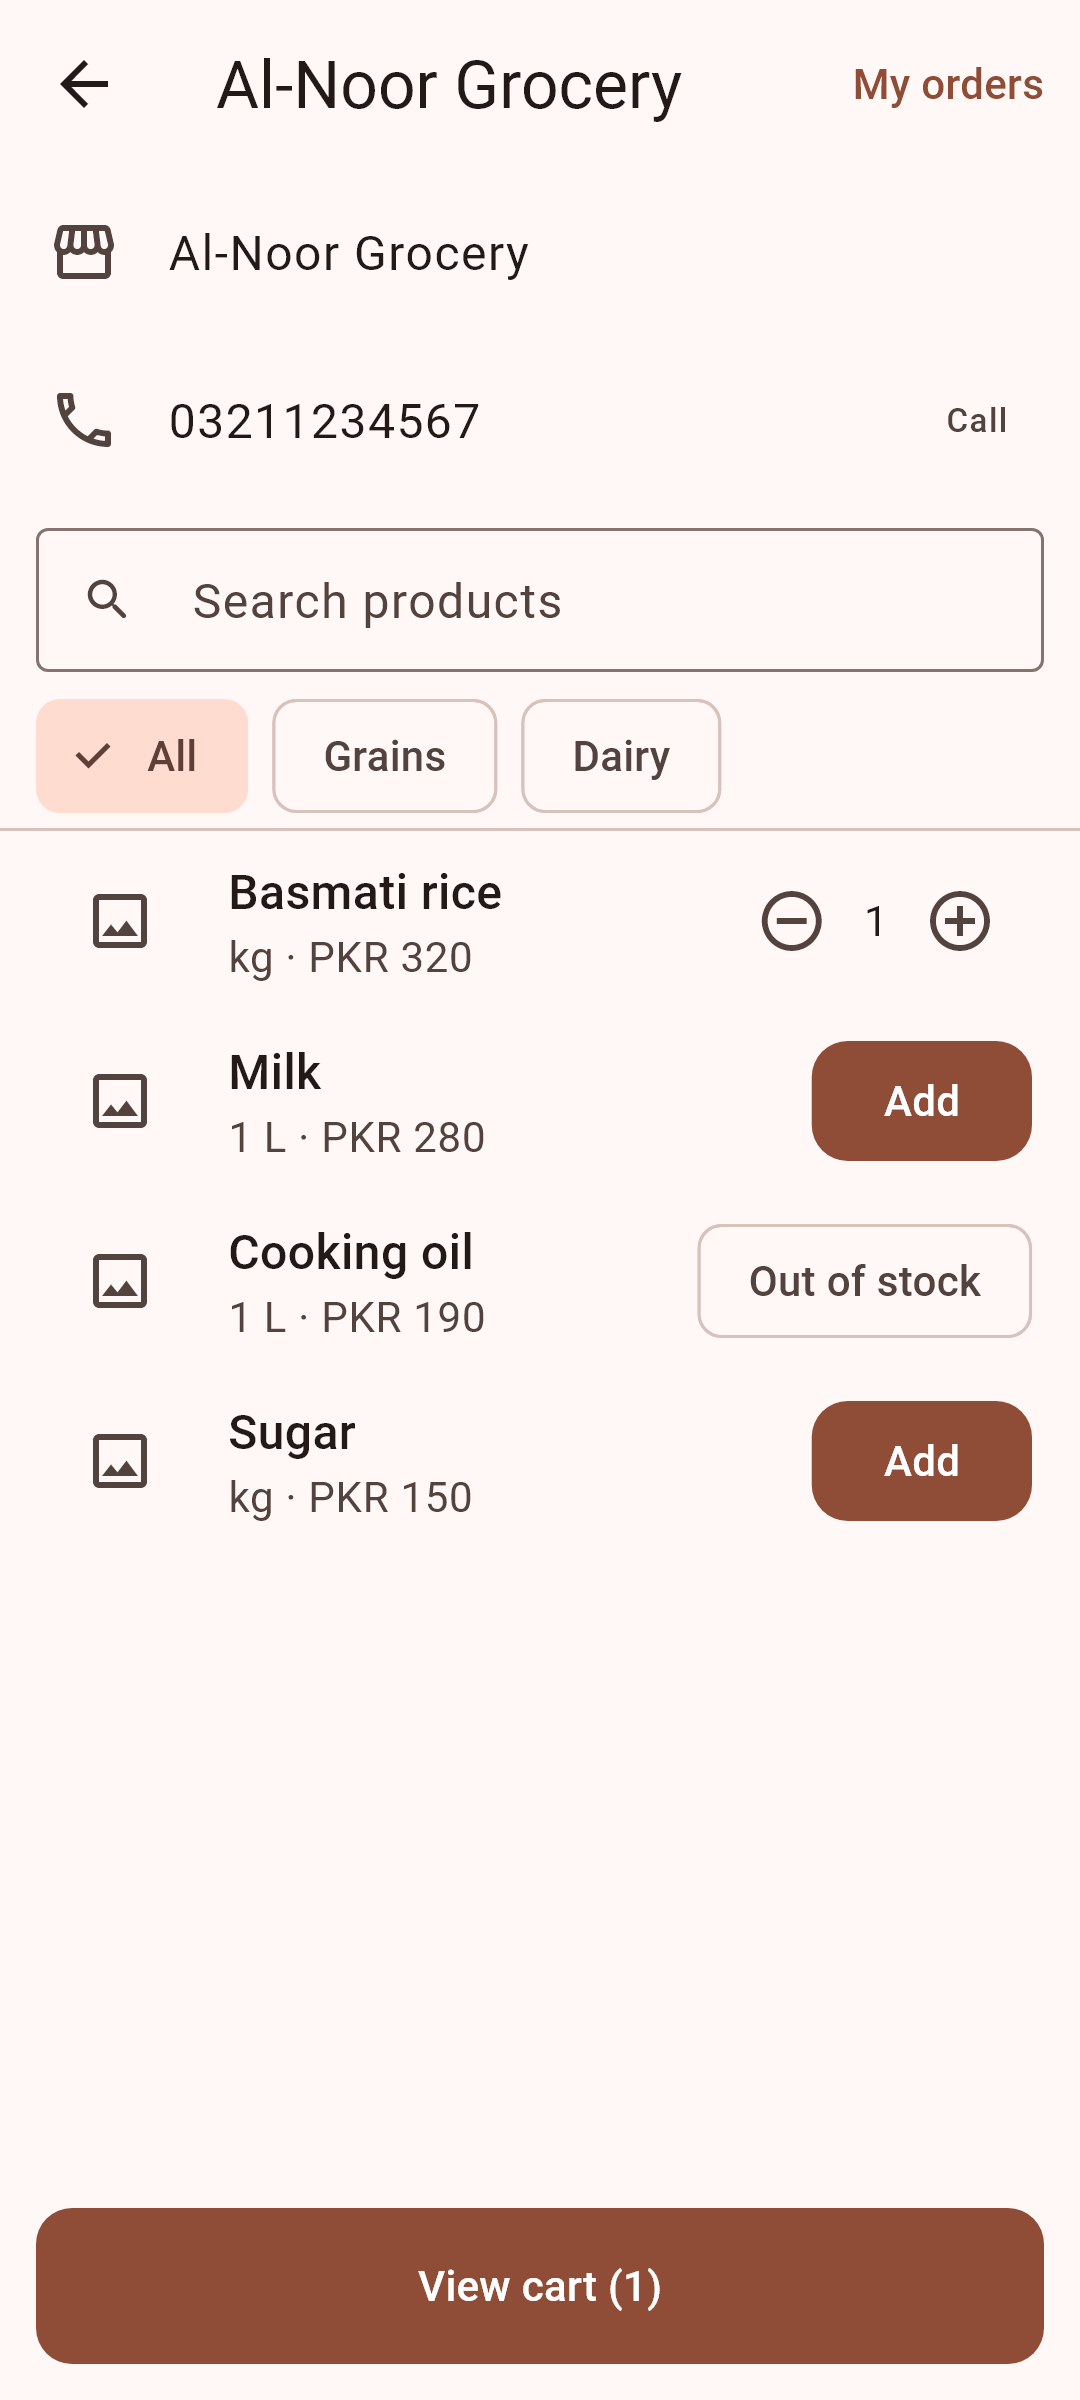 Al-Noor Grocery My orders
Al-Noor Grocery
03211234567 Call
Search products
All Grains Dairy
Basmati rice
kg · PKR 320
1
Milk
1 L · PKR 280
Add
Cooking oil
1 L · PKR 190
Out of stock
Sugar
kg · PKR 150
Add
View cart (1)